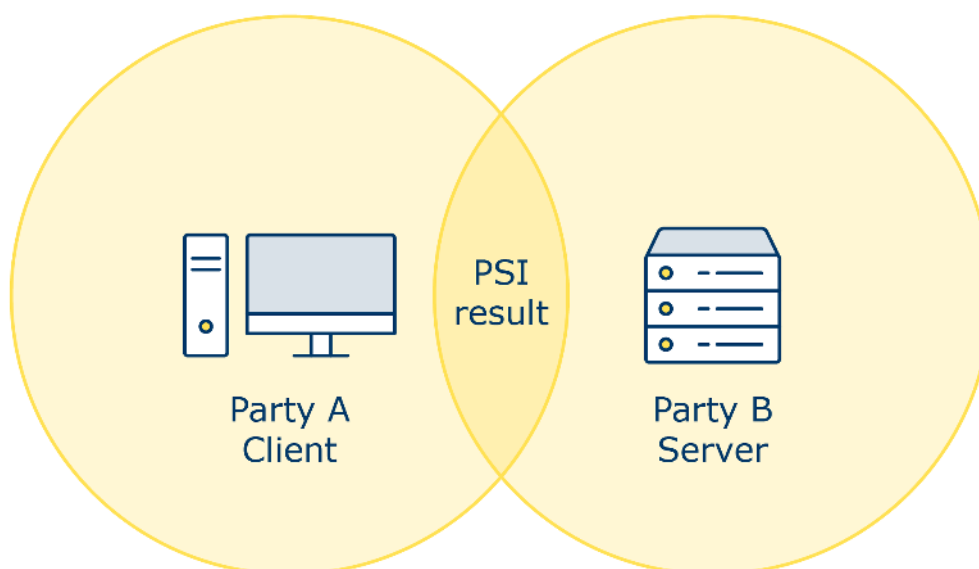 PSI
result
Party A
Client
Party B
Server